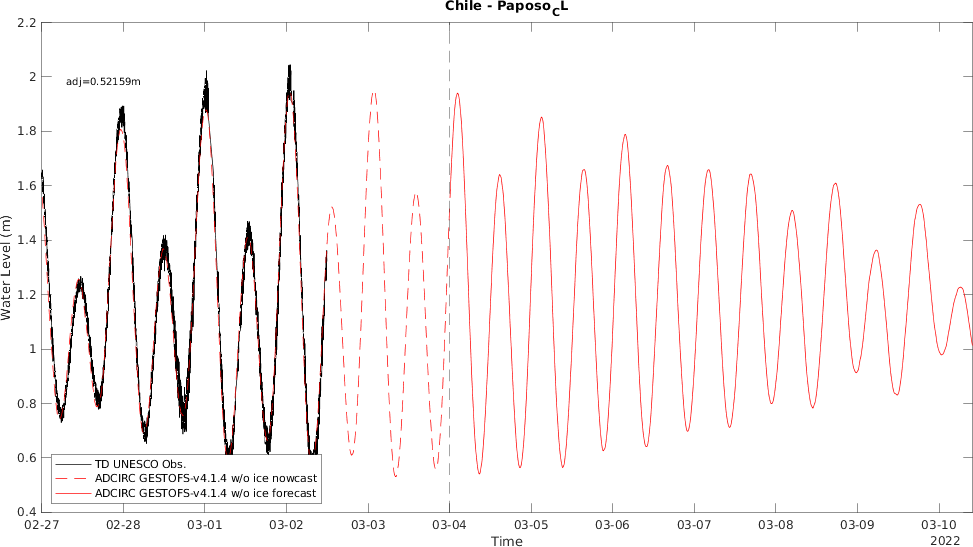 Chile - Paposo_CL
adj=0.52159m
Water Level (m)
2.2
2
1.8
1.6
1.4
1.2
1
0.8
0.6
0.4
TD UNESCO Obs.
ADCIRC GESTOFS-v4.1.4 w/o ice nowcast
ADCIRC GESTOFS-v4.1.4 w/o ice forecast
02-27 02-28 03-01 03-02 03-03 03-04 03-05 03-06 03-07 03-08 03-09 03-10
Time 2022